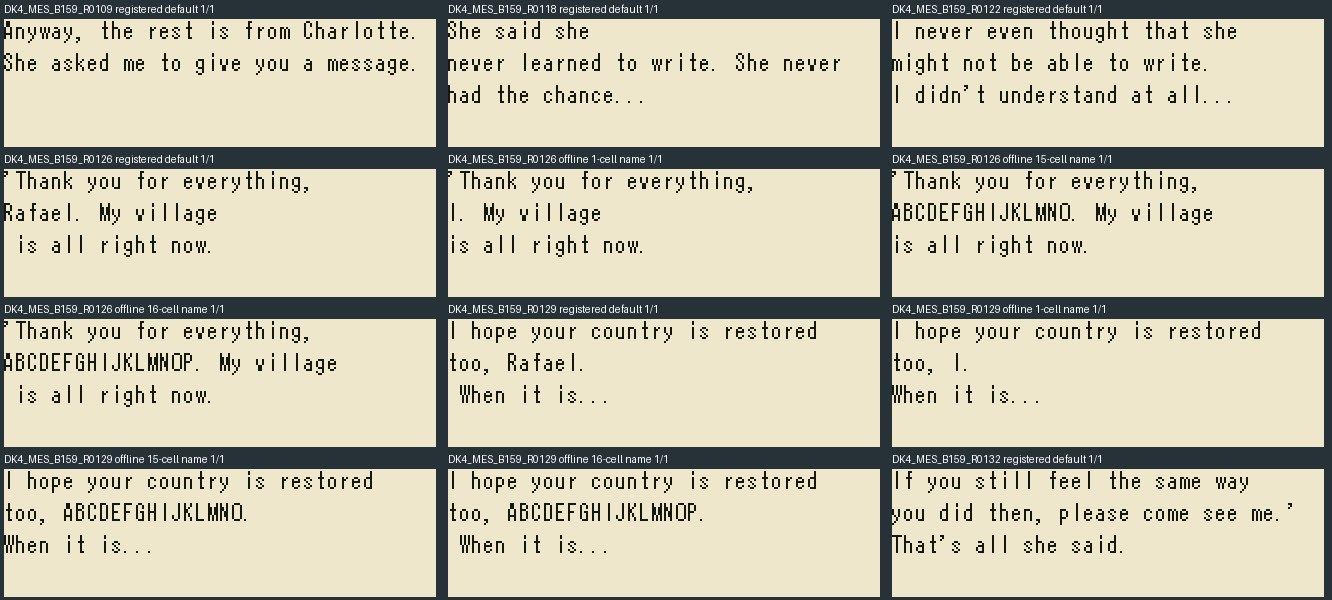 DK4_MES_B159_R0109 registered default 1/1
Anyway, the rest is from Charlotte.
She asked me to give you a message.
DK4_MES_B159_R0118 registered default 1/1
She said she
never learned to write. She never
had the chance...
DK4_MES_B159_R0122 registered default 1/1
I never even thought that she
might not be able to write.
I didn't understand at all...
DK4_MES_B159_R0126 registered default 1/1
'Thank you for everything,
Rafael. My village
is all right now.
DK4_MES_B159_R0126 offline 1-cell name 1/1
'Thank you for everything,
I. My village
is all right now.
DK4_MES_B159_R0126 offline 15-cell name 1/1
'Thank you for everything,
ABCDEFGHIJKLMNO. My village
is all right now.
DK4_MES_B159_R0126 offline 16-cell name 1/1
'Thank you for everything,
ABCDEFGHIJKLMNOP. My village
is all right now.
DK4_MES_B159_R0129 registered default 1/1
I hope your country is restored
too, Rafael.
When it is...
DK4_MES_B159_R0129 offline 1-cell name 1/1
I hope your country is restored
too, I.
When it is...
DK4_MES_B159_R0129 offline 15-cell name 1/1
I hope your country is restored
too, ABCDEFGHIJKLMNO.
When it is...
DK4_MES_B159_R0129 offline 16-cell name 1/1
I hope your country is restored
too, ABCDEFGHIJKLMNOP.
When it is...
DK4_MES_B159_R0132 registered default 1/1
If you still feel the same way
you did then, please come see me.'
That's all she said.